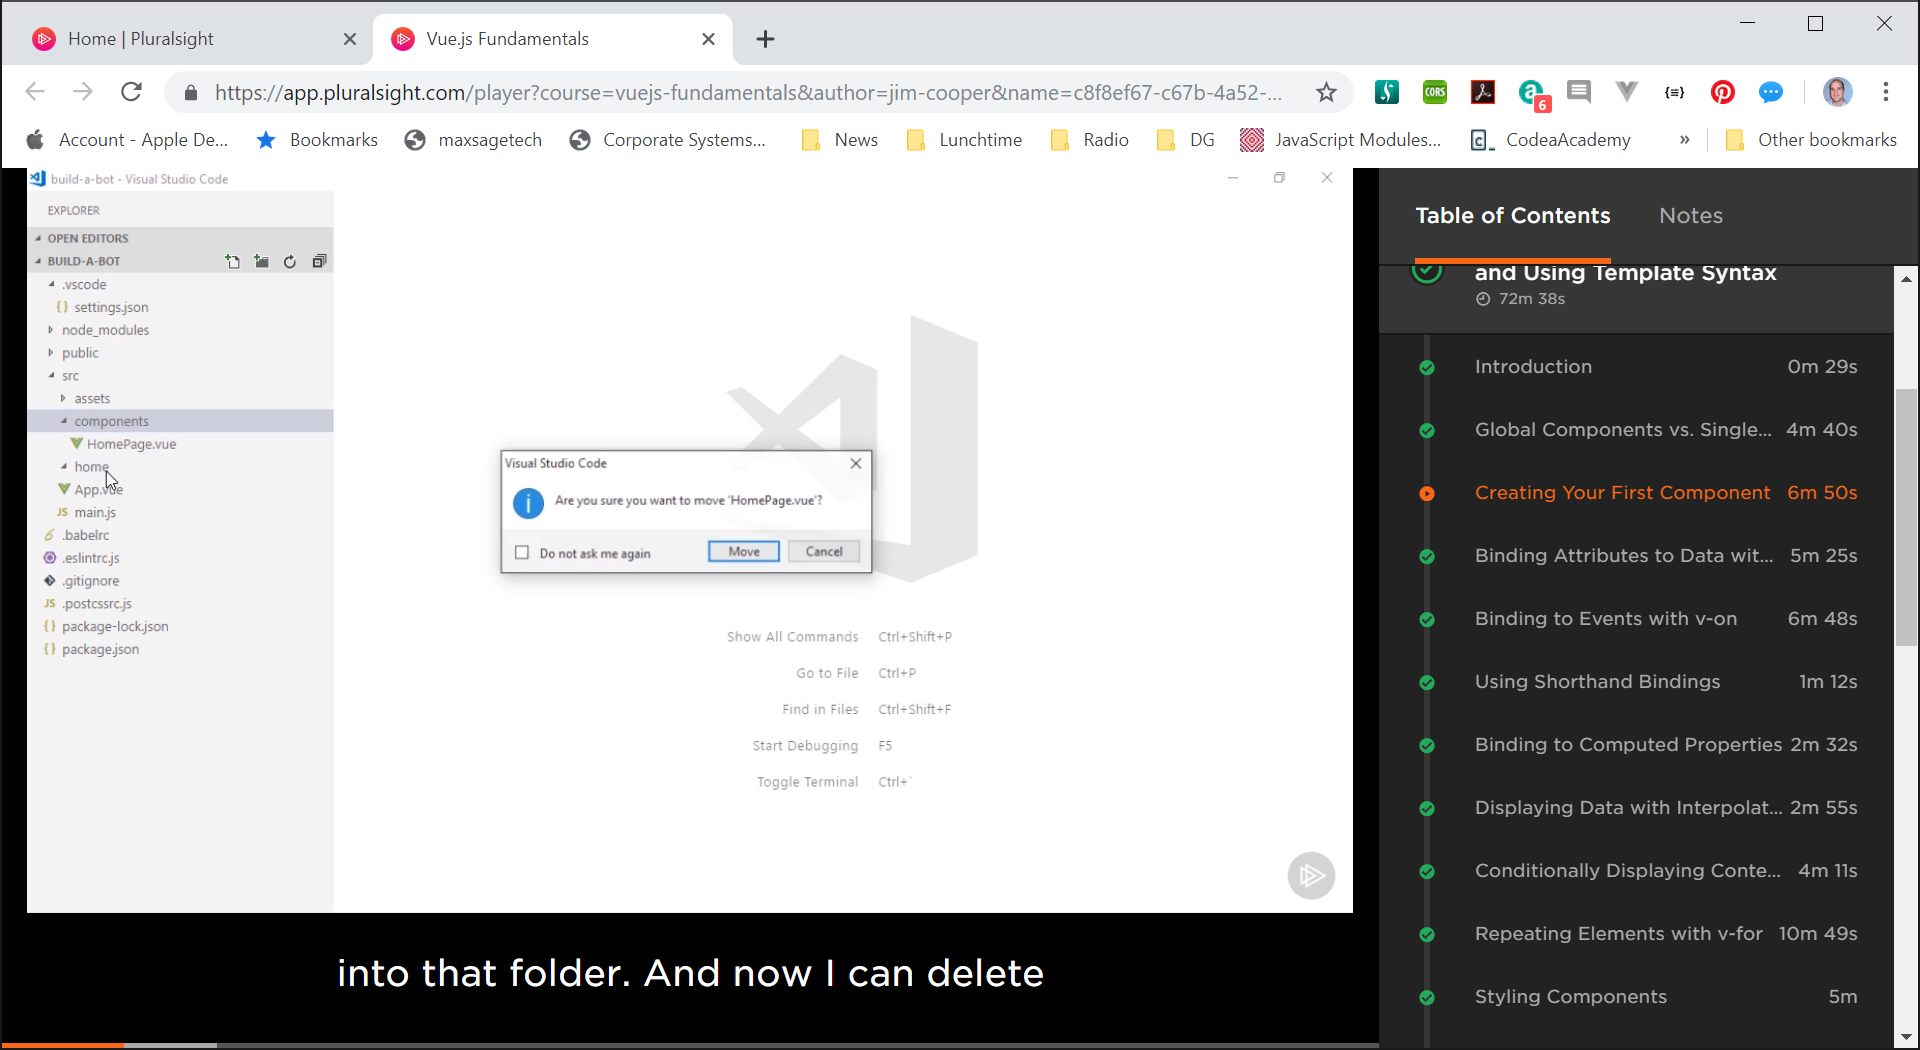 Home | Pluralsight
Vue.js Fundamentals
https://app.pluralsight.com/player?course=vuejs-fundamentals&author=jim-cooper&name=c8f8ef67-c67b-4a52-...
CORS
6
{≡}
Account - Apple De...
Bookmarks
maxsagetech
Corporate Systems...
News
Lunchtime
Radio
DG
JavaScript Modules...
CodeaAcademy
»
Other bookmarks
build-a-bot - Visual Studio Code
EXPLORER
OPEN EDITORS
BUILD-A-BOT
.vscode
{} settings.json
node_modules
public
src
assets
components
HomePage.vue
home
App.vue
JS main.js
.babelrc
.eslintrc.js
.gitignore
JS .postcssrc.js
{} package-lock.json
{} package.json
Visual Studio Code
Are you sure you want to move 'HomePage.vue'?
Do not ask me again
Move
Cancel
Show All Commands Ctrl+Shift+P
Go to File Ctrl+P
Find in Files Ctrl+Shift+F
Start Debugging F5
Toggle Terminal Ctrl+`
into that folder. And now I can delete
Table of Contents
Notes
and Using Template Syntax
72m 38s
Introduction 0m 29s
Global Components vs. Single... 4m 40s
Creating Your First Component 6m 50s
Binding Attributes to Data wit... 5m 25s
Binding to Events with v-on 6m 48s
Using Shorthand Bindings 1m 12s
Binding to Computed Properties 2m 32s
Displaying Data with Interpolat... 2m 55s
Conditionally Displaying Conte... 4m 11s
Repeating Elements with v-for 10m 49s
Styling Components 5m